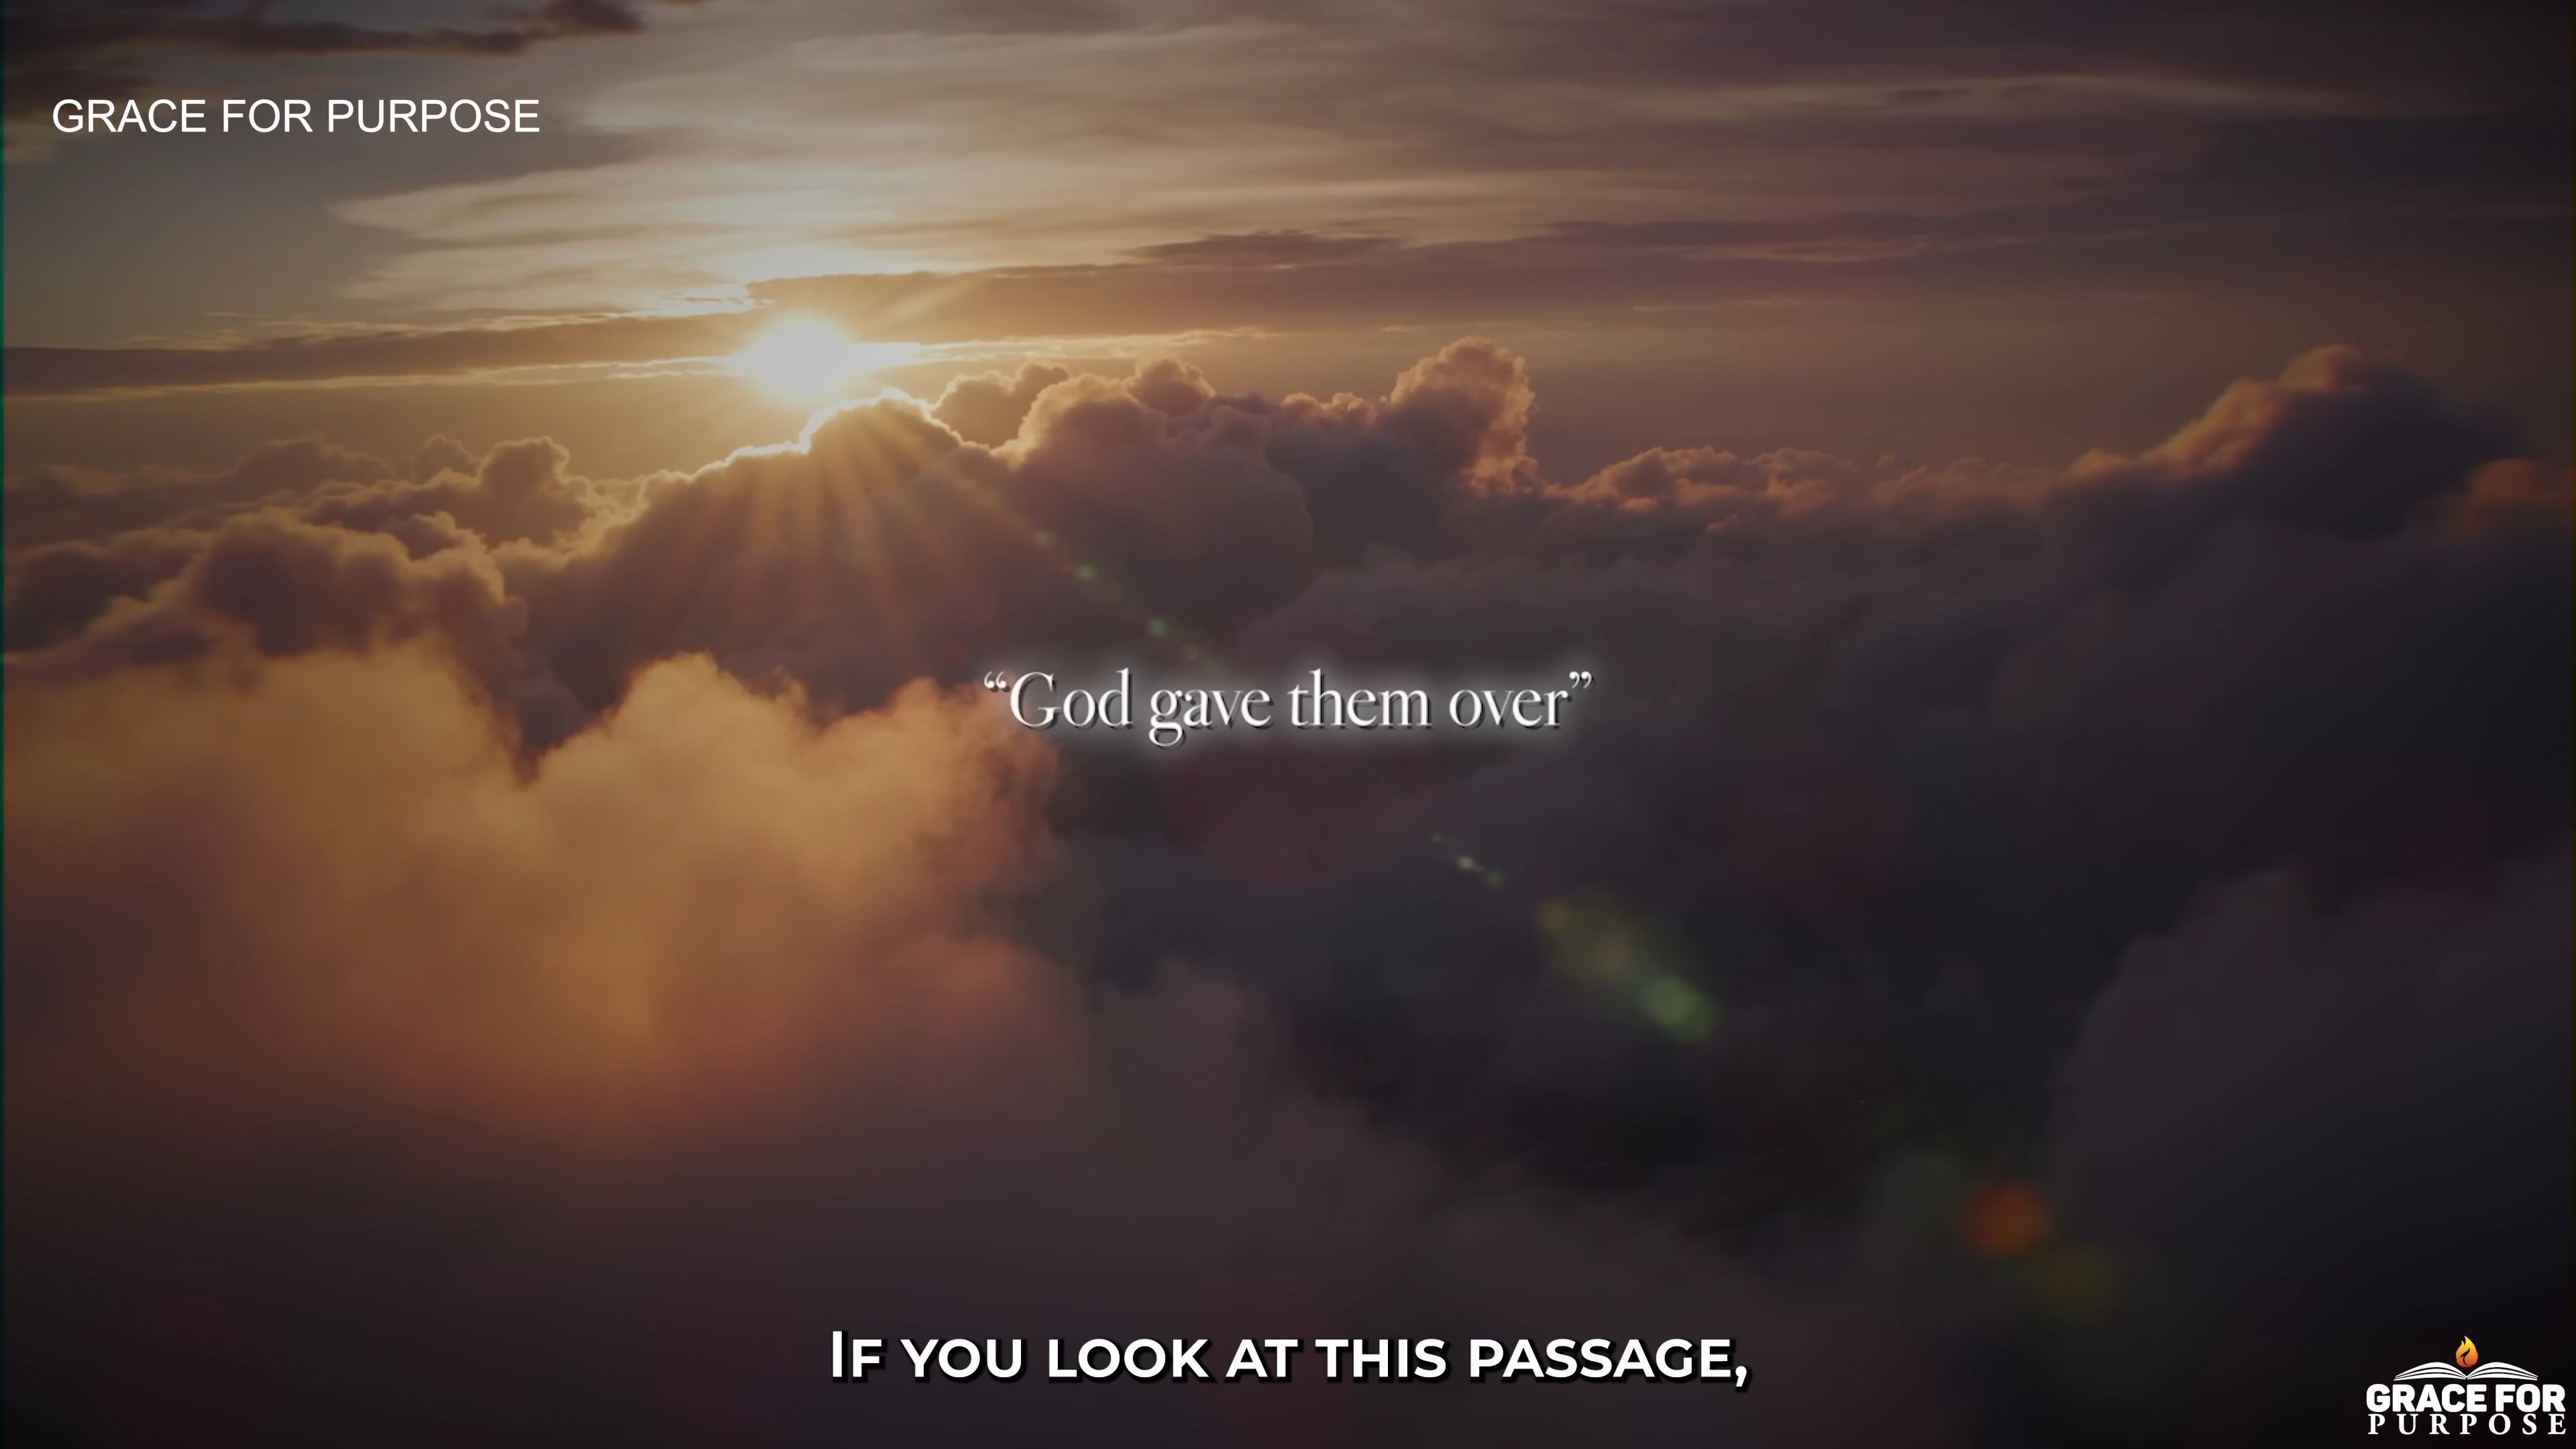 GRACE FOR PURPOSE
“God gave them over”
IF YOU LOOK AT THIS PASSAGE,
GRACE FOR
PURPOSE